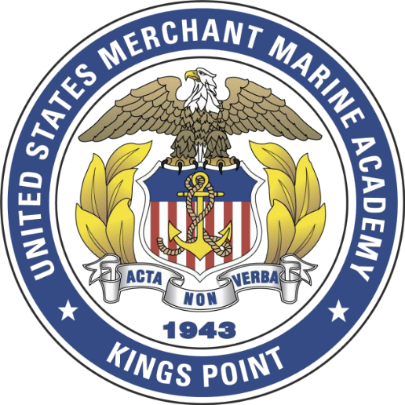 UNITED STATES MERCHANT MARINE ACADEMY
ACTA NON VERBA
1943
KINGS POINT